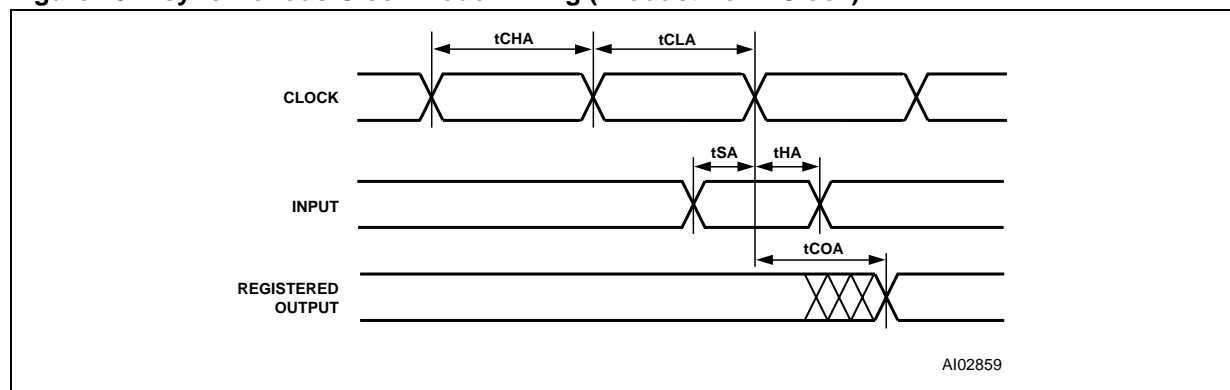 tCHA tCLA
CLOCK
tSA tHA
INPUT
tCOA
REGISTERED
OUTPUT
AI02859